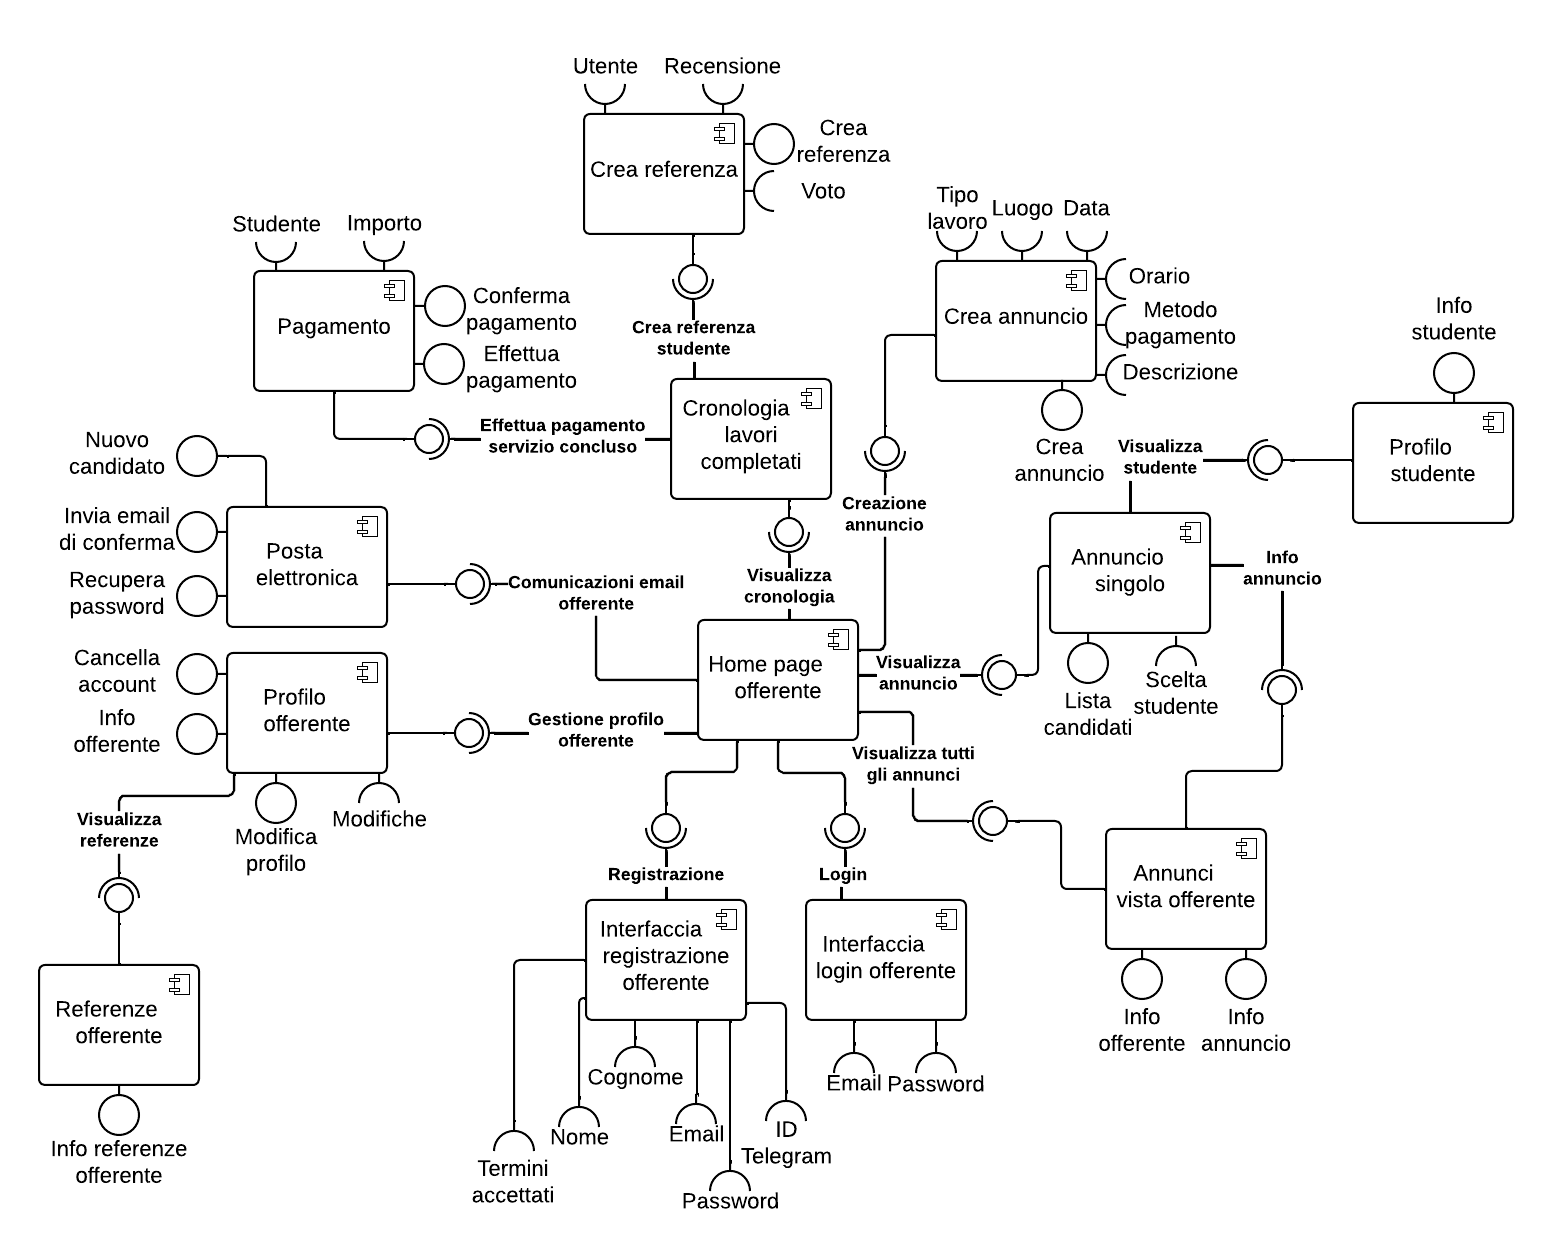 Utente
Recensione
Crea referenza
Crea
referenza
Voto
Studente
Importo
Pagamento
Conferma
pagamento
Effettua
pagamento
Crea referenza
studente
Tipo
lavoro
Luogo
Data
Crea annuncio
Orario
Metodo
pagamento
Descrizione
Crea
annuncio
Info
studente
Profilo
studente
Visualizza
studente
Cronologia
lavori
completati
Effettua pagamento
servizio concluso
Creazione
annuncio
Nuovo
candidato
Invia email
di conferma
Recupera
password
Posta
elettronica
Comunicazioni email
offerente
Visualizza
cronologia
Annuncio
singolo
Info
annuncio
Lista
candidati
Scelta
studente
Home page
offerente
Visualizza
annuncio
Cancella
account
Info
offerente
Profilo
offerente
Gestione profilo
offerente
Visualizza tutti
gli annunci
Modifica
profilo
Modifiche
Visualizza
referenze
Registrazione
Login
Annunci
vista offerente
Info
offerente
Info
annuncio
Interfaccia
registrazione
offerente
Interfaccia
login offerente
Referenze
offerente
Info referenze
offerente
Termini
accettati
Nome
Cognome
Email
Password
ID
Telegram
Email
Password